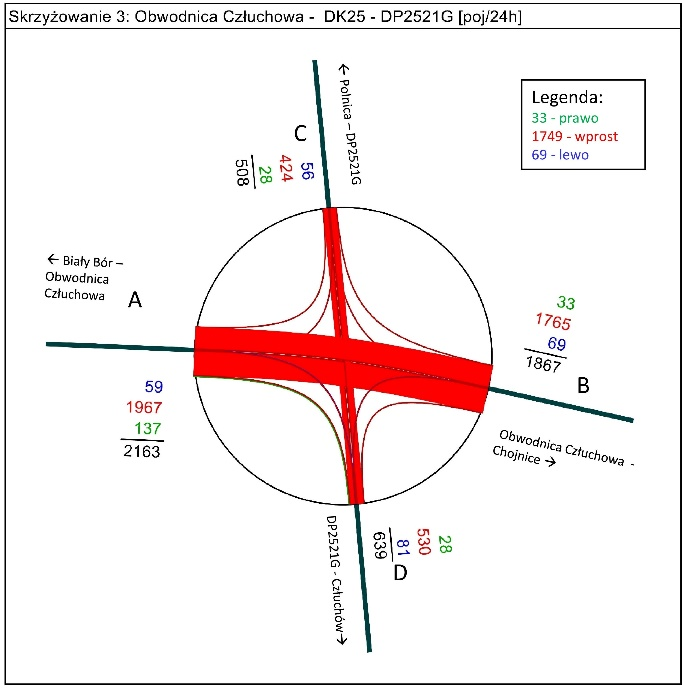 Skrzyżowanie 3: Obwodnica Człuchowa - DK25 - DP2521G [poj/24h]
Legenda:
33 - prawo
1749 - wprost
69 - lewo
← Polnica – DP2521G
C
56
424
28
508
← Biały Bór –
Obwodnica
Człuchowa
A
59
1967
137
2163
33
1765
69
1867
B
Obwodnica Człuchowa -
Chojnice →
DP2521G - Człuchów→
28
530
81
639
D